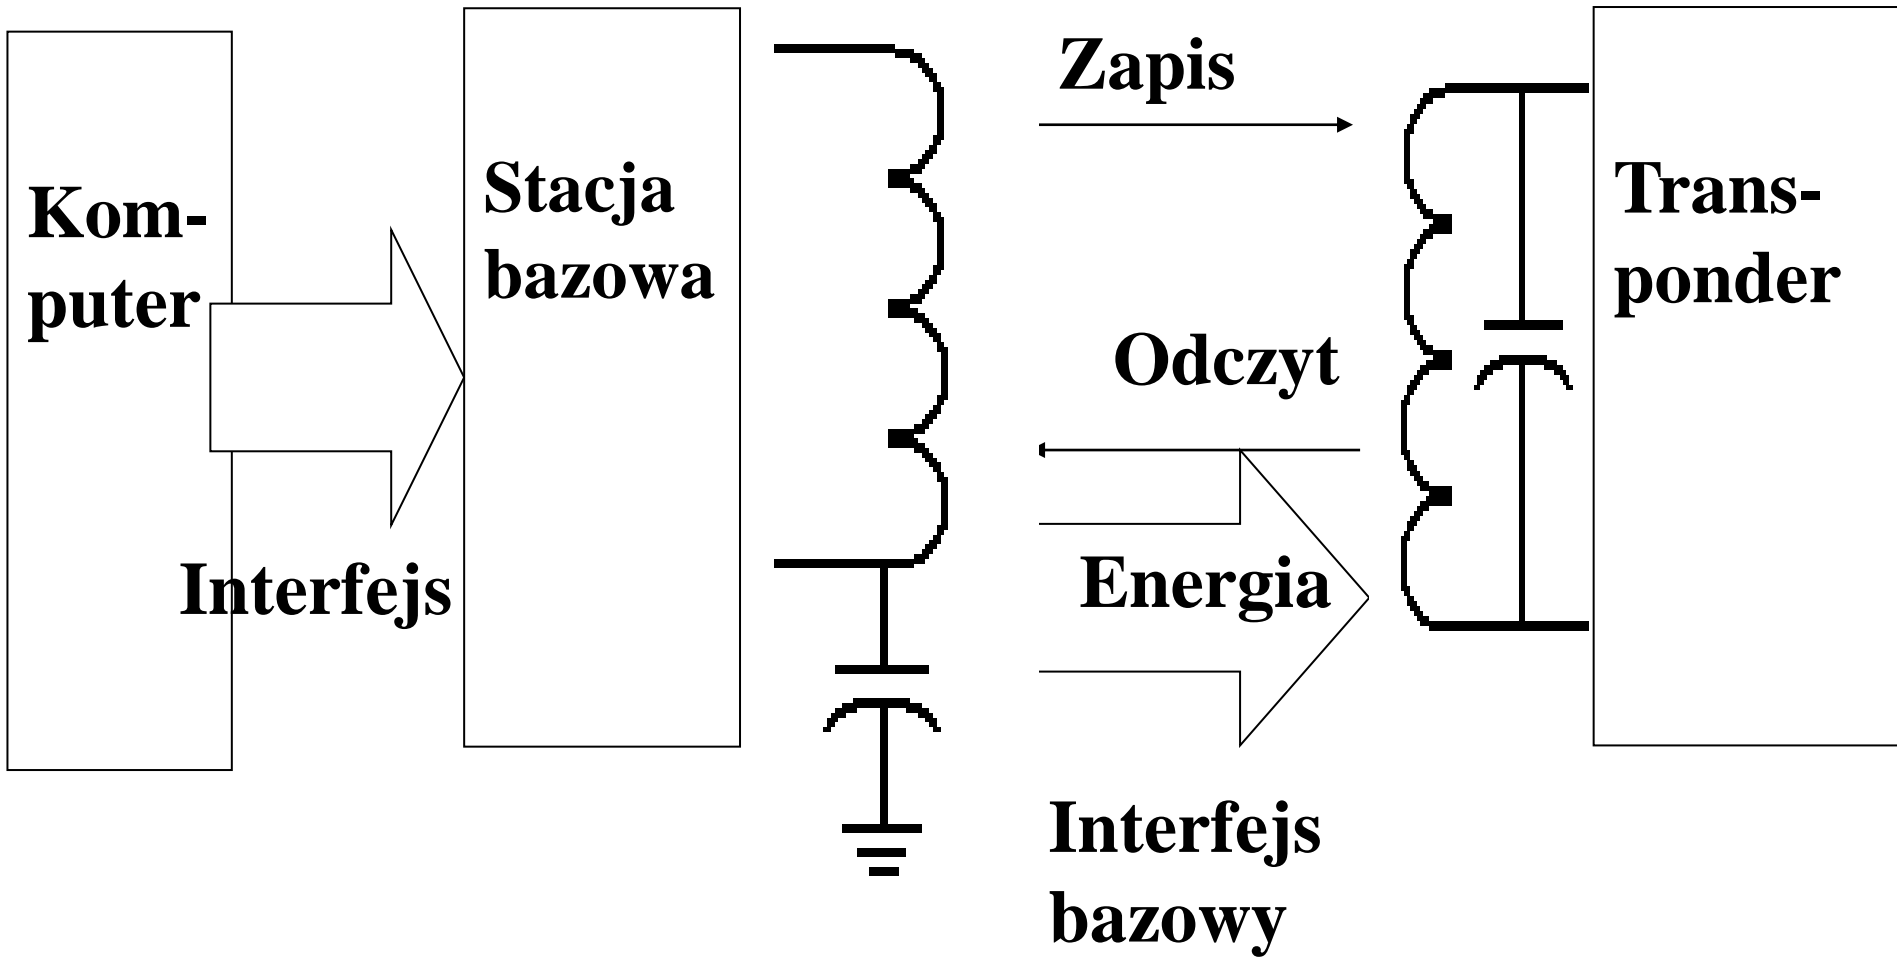 Kom-
puter
Interfejs
Stacja
bazowa
Zapis
Odczyt
Energia
Interfejs
bazowy
Trans-
ponder